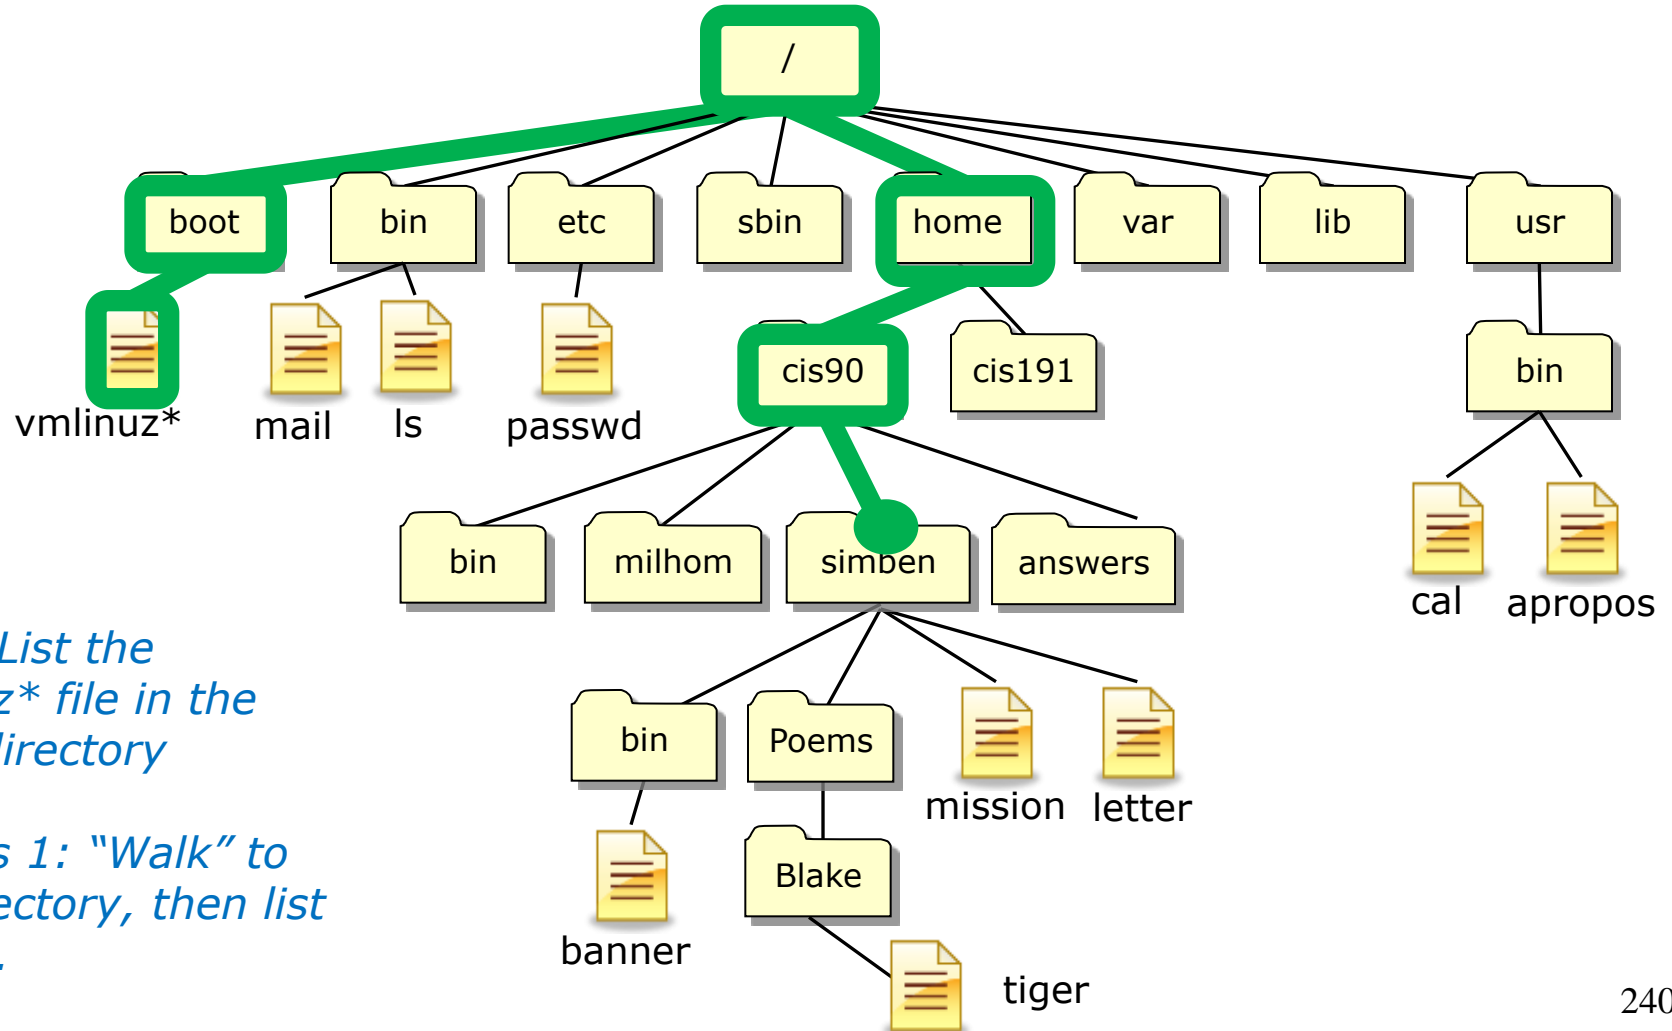 /
boot bin etc sbin home var lib usr
vmlinuz* mail ls passwd cis90 cis191 bin
bin milhom simben answers cal apropos
List the
z* file in the
directory
bin Poems mission letter
s 1: “Walk” to
ectory, then list
.
banner Blake
tiger
240